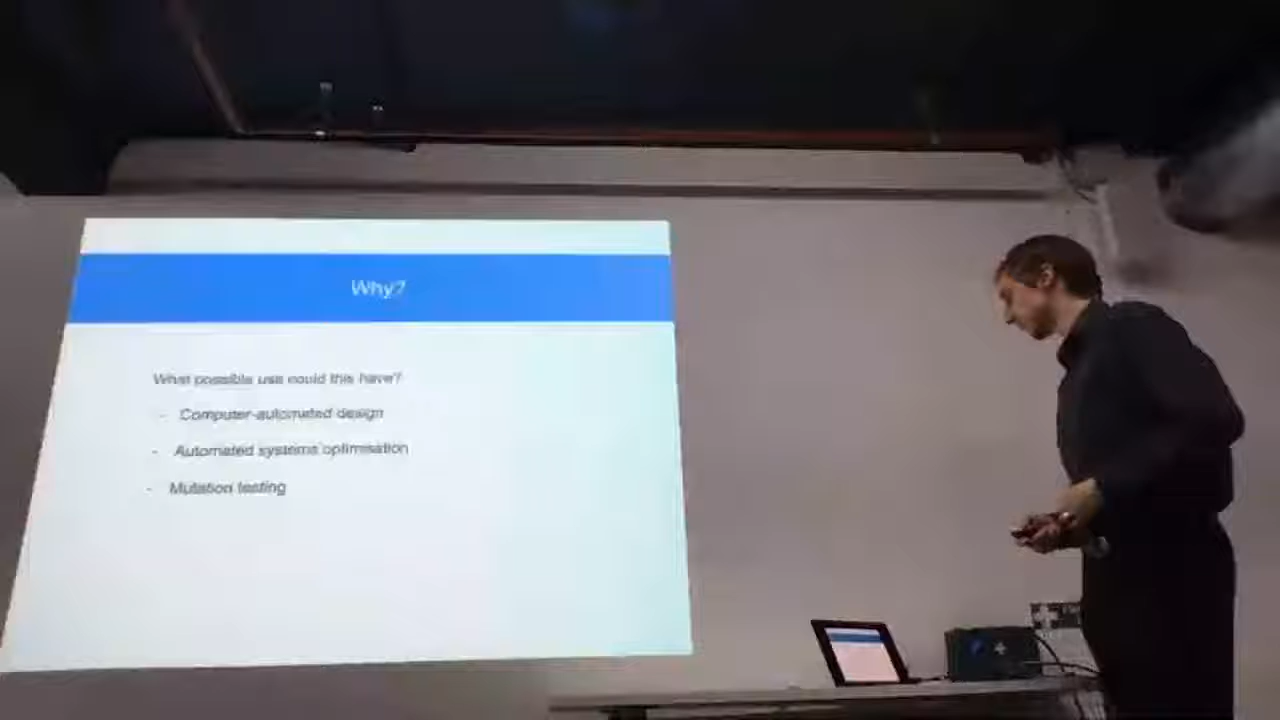 Why?
What possible use could this have?
- Computer-automated design
- Automated systems optimisation
- Mutation testing